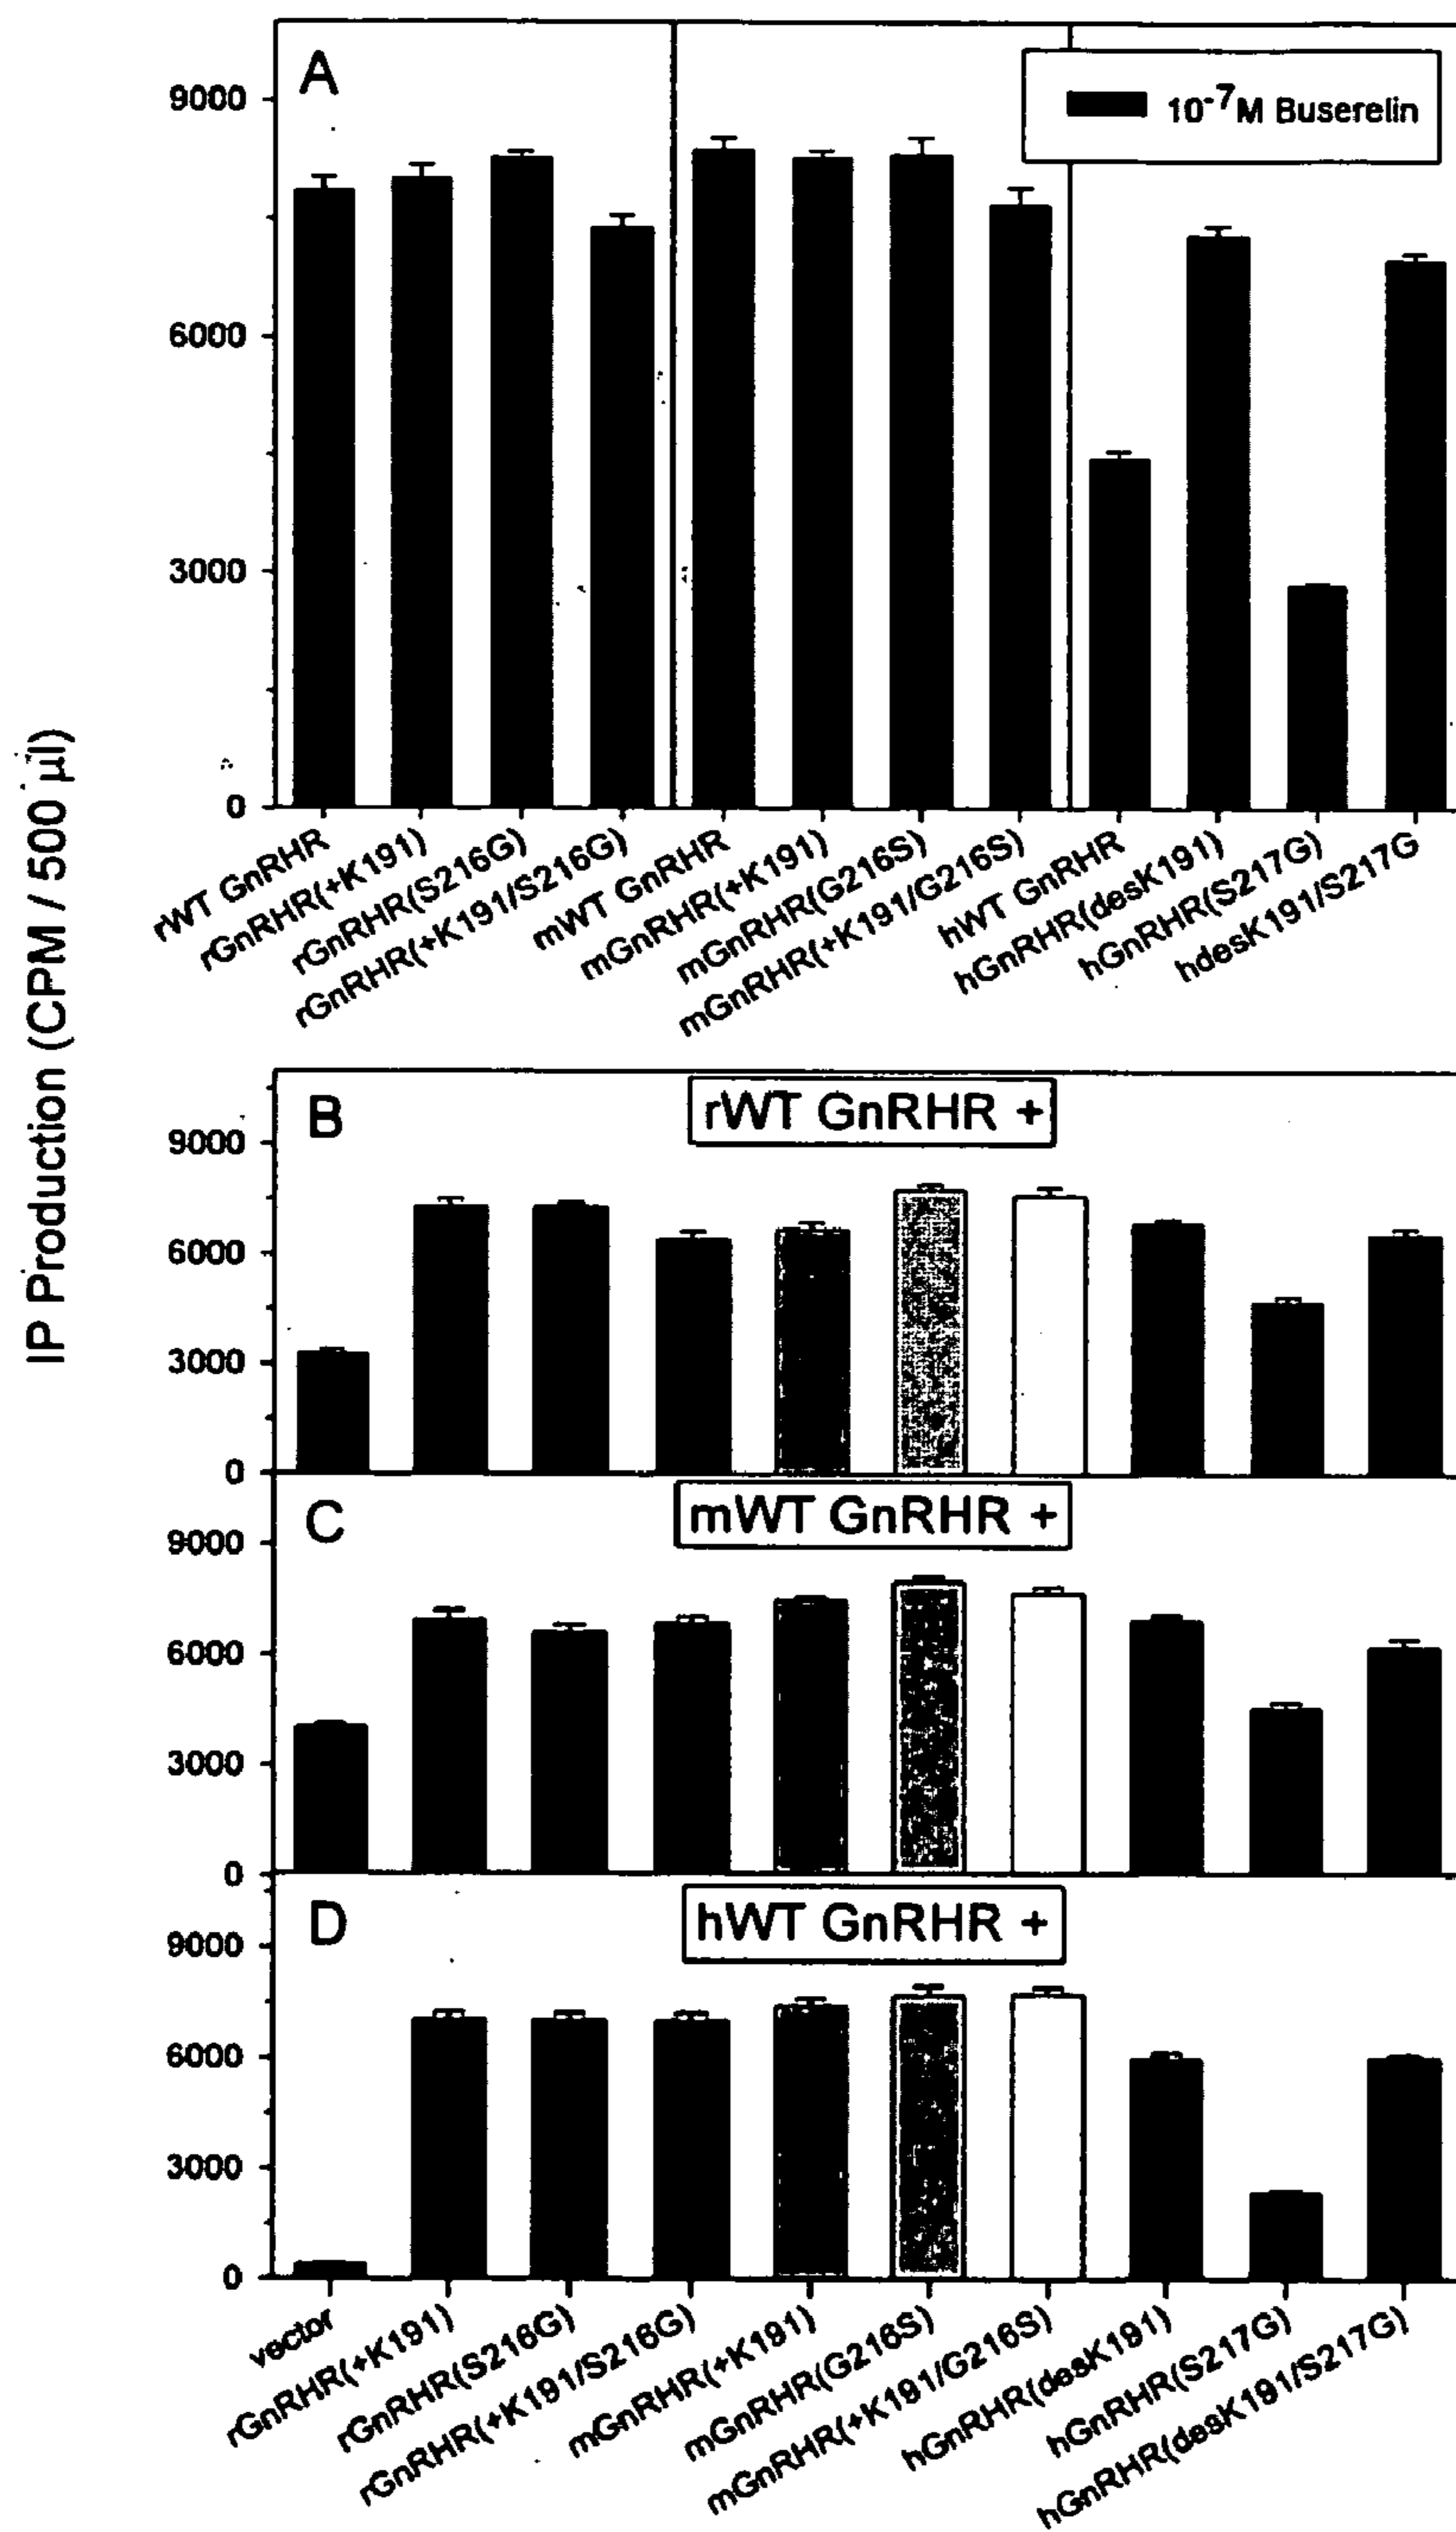 IP Production (CPM / 500 µl)
A
10-7M Buserelin
9000
6000
3000
0
rWT GnRHR
rGnRHR(+K191)
rGnRHR(S216G)
rGnRHR(+K191/S216G)
mWT GnRHR
mGnRHR(+K191)
mGnRHR(G216S)
mGnRHR(+K191/G216S)
hWT GnRHR
hGnRHR(desK191)
hGnRHR(S217G)
hdesK191/S217G
B
rWT GnRHR +
9000
6000
3000
0
C
mWT GnRHR +
9000
6000
3000
0
D
hWT GnRHR +
9000
6000
3000
0
vector
rGnRHR(+K191)
rGnRHR(S216G)
rGnRHR(+K191/S216G)
mGnRHR(+K191)
mGnRHR(G216S)
mGnRHR(+K191/G216S)
hGnRHR(desK191)
hGnRHR(S217G)
hGnRHR(desK191/S217G)